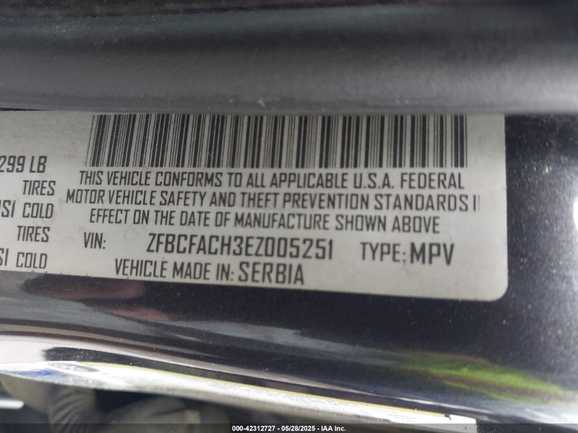 299 LB
THIS VEHICLE CONFORMS TO ALL APPLICABLE U.S.A. FEDERAL
TIRES
MOTOR VEHICLE SAFETY AND THEFT PREVENTION STANDARDS I
SI COLD
EFFECT ON THE DATE OF MANUFACTURE SHOWN ABOVE
TIRES
VIN: ZFBCFACH3EZ005251 TYPE: MPV
SI COLD
VEHICLE MADE IN: SERBIA
000-42312727 - 05/28/2025 - IAA Inc.